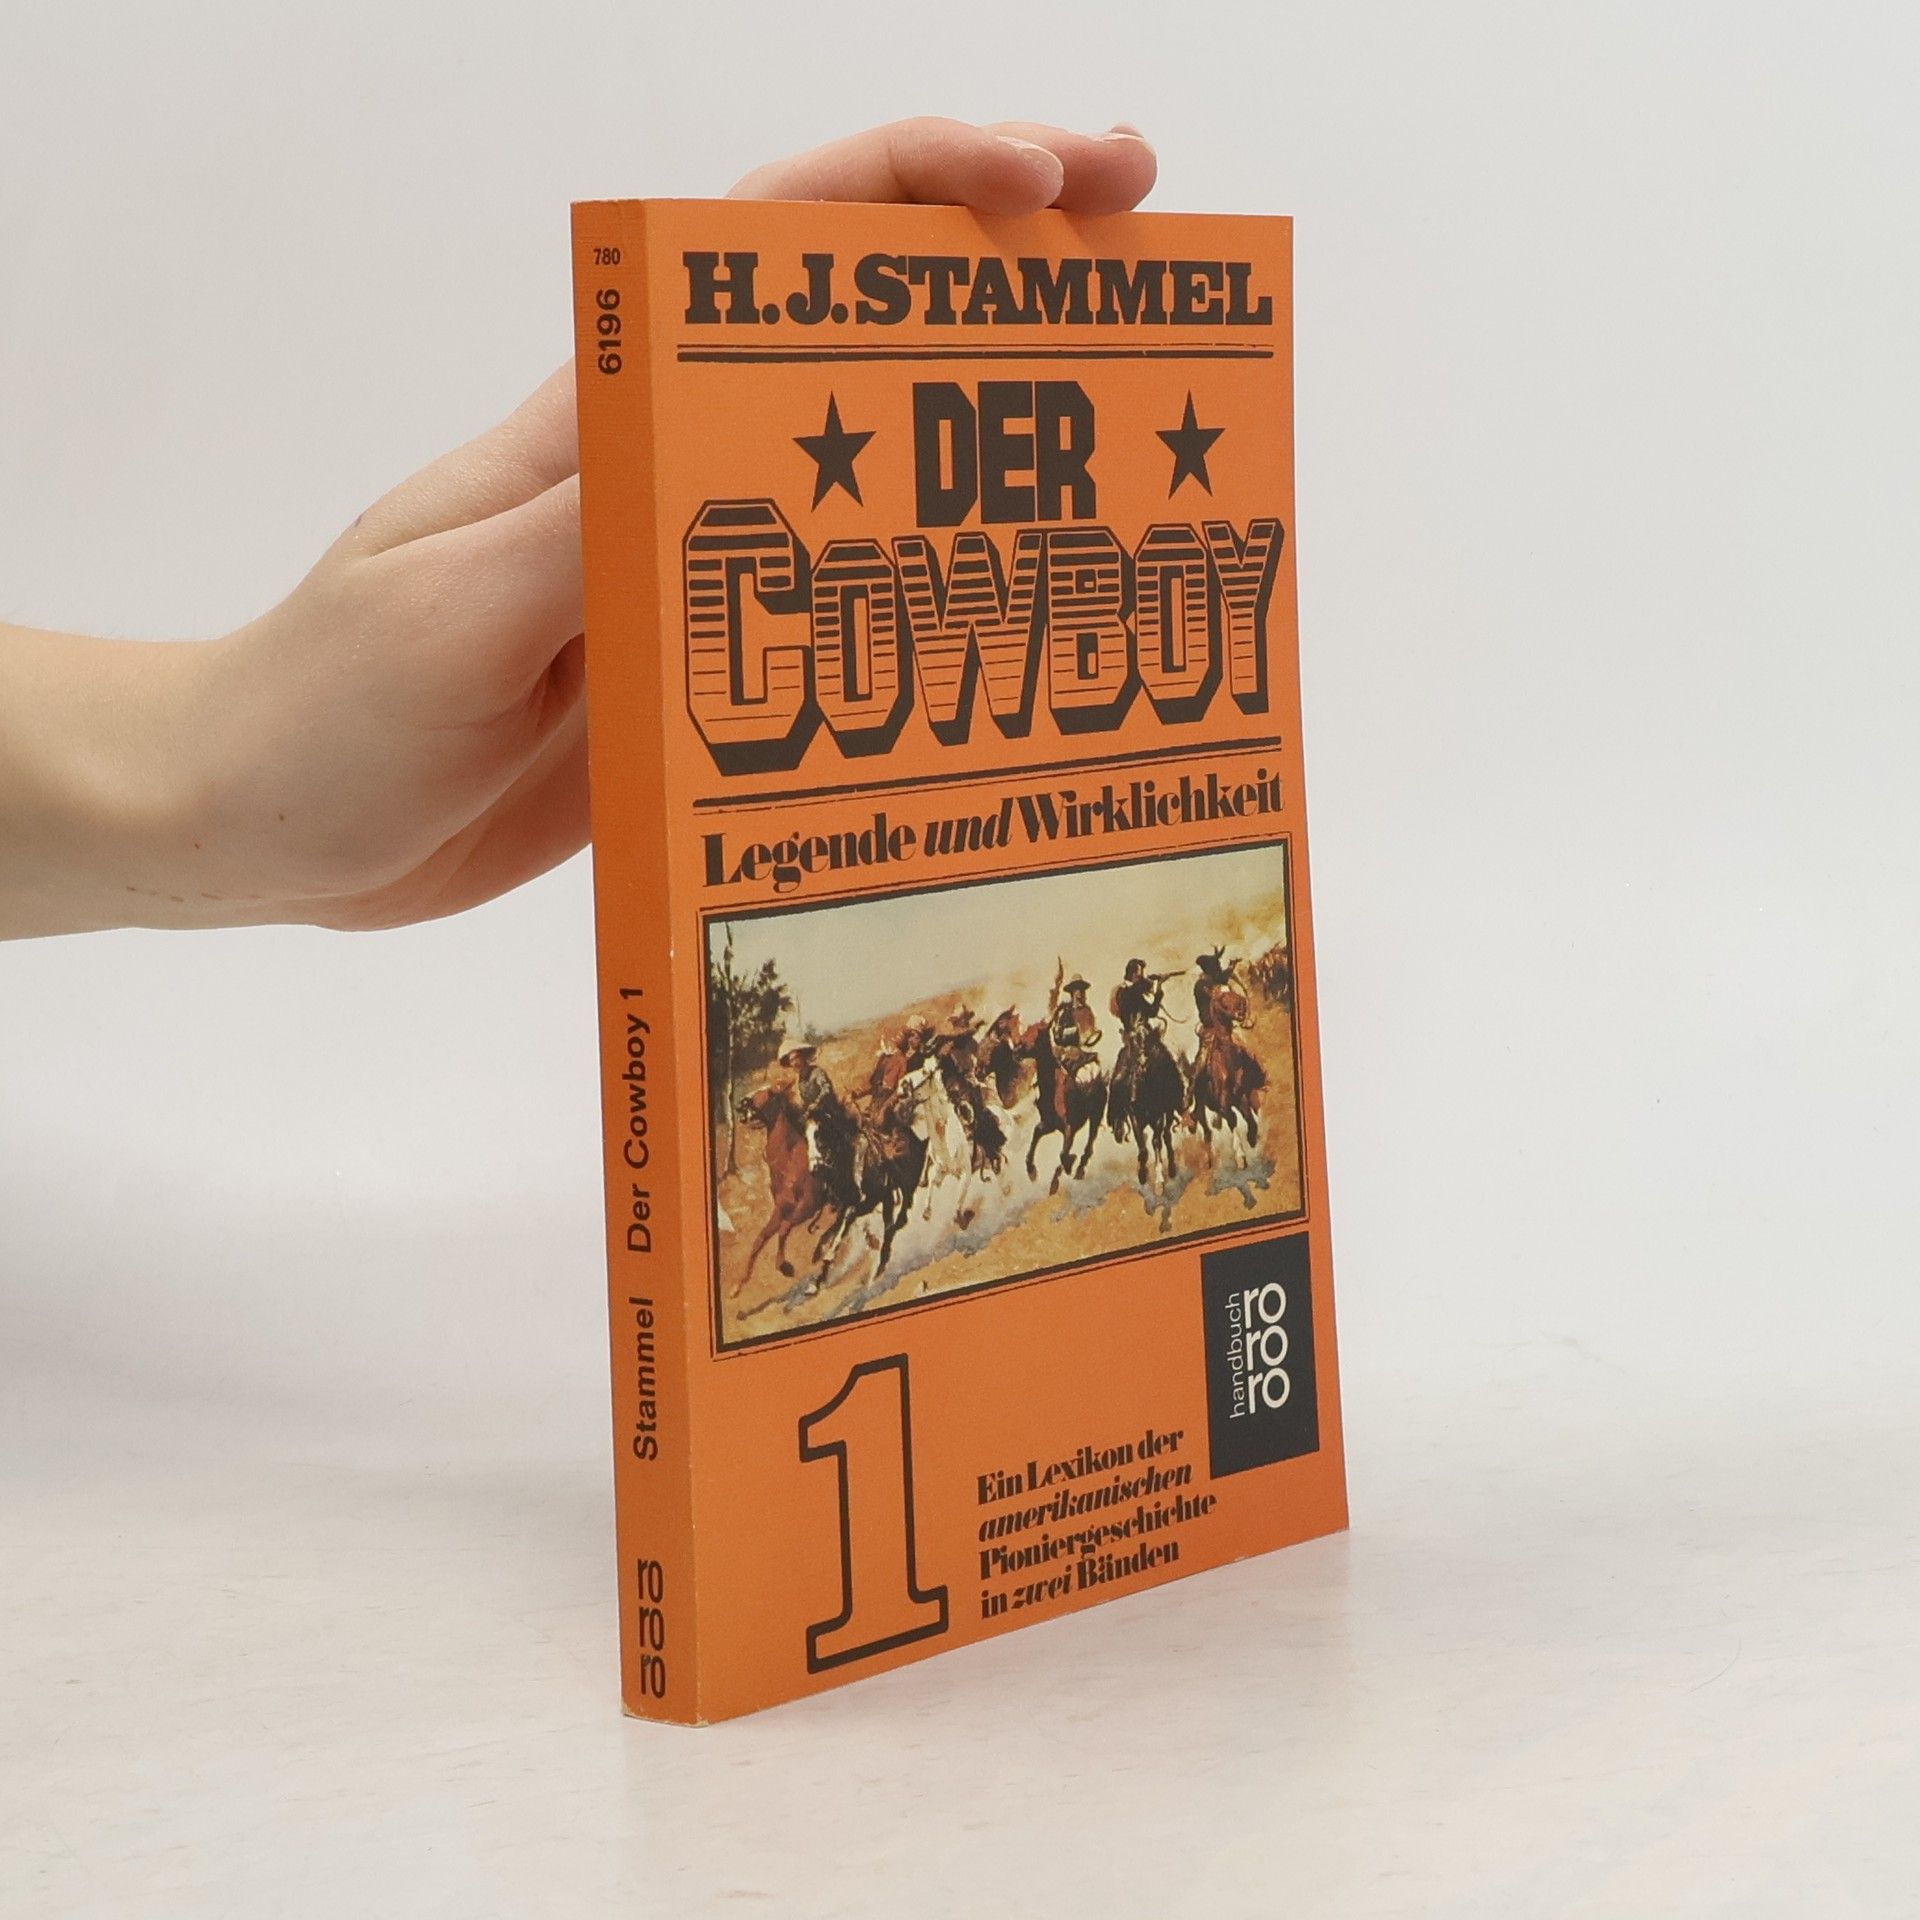 H.J.STAMMEL
DER
COWBOY
Legende und Wirklichkeit
handbuch
ro
ro
ro
1
Ein Lexikon der
amerikanischen
Pioniergeschichte
in zwei Bänden
780
6196
Stammel Der Cowboy 1
ro
ro
ro